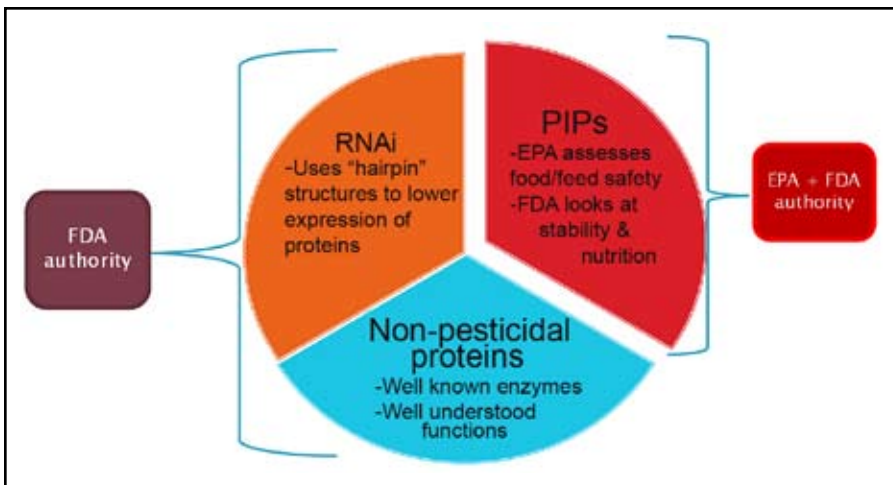 FDA
authority
RNAi
-Uses “hairpin”
structures to lower
expression of
proteins
PIPs
-EPA assesses
food/feed safety
-FDA looks at
stability &
nutrition
EPA + FDA
authority
Non-pesticidal
proteins
-Well known enzymes
-Well understood
functions